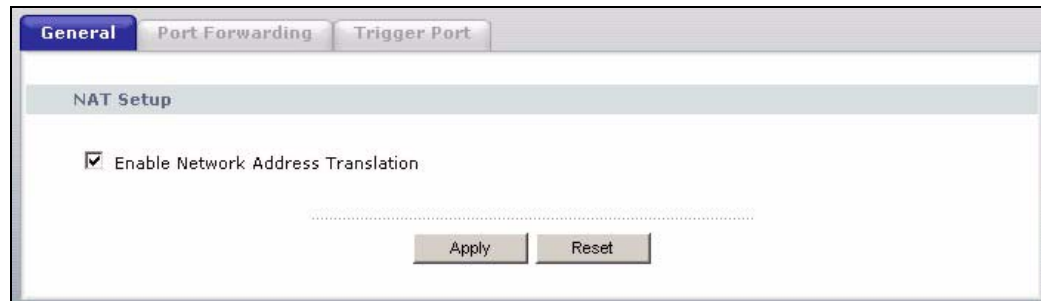 General Port Forwarding Trigger Port
NAT Setup
Enable Network Address Translation
Apply Reset